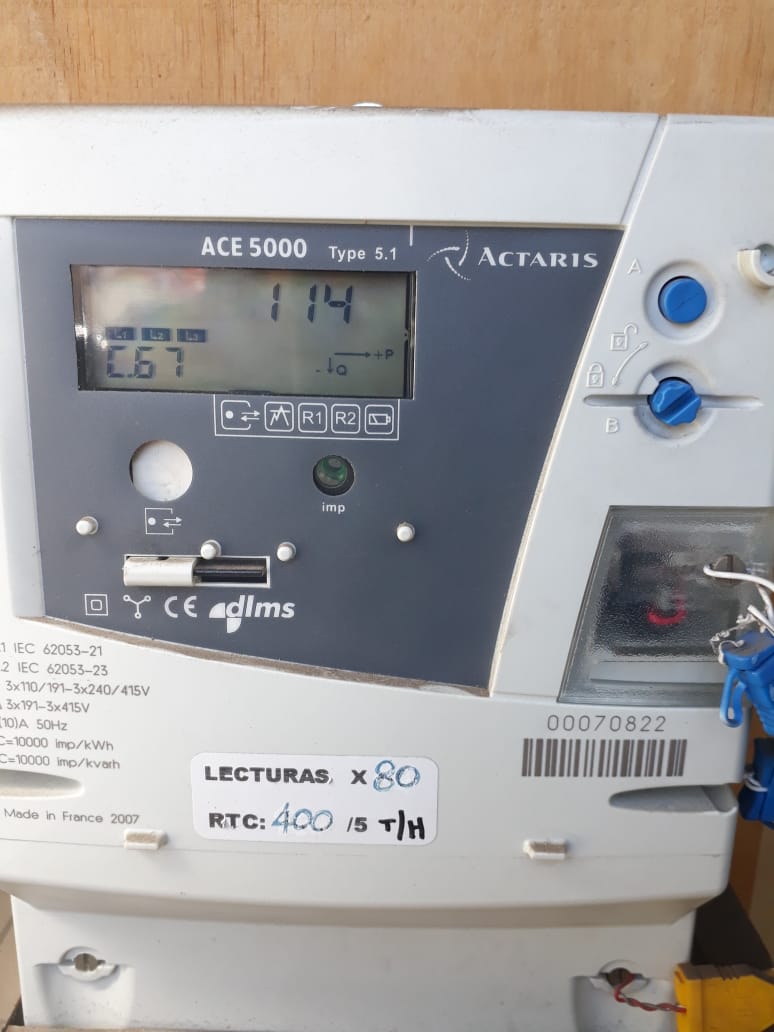 ACE 5000 Type 5.1 ACTARIS
114
L1 L2 L3
C.67
→+P
-↓Q
R1 R2
A
B
imp
CE dlms
.1 IEC 62053-21
.2 IEC 62053-23
3x110/191-3x240/415V
3x191-3x415V
(10)A 50Hz
C=10000 imp/kWh
C=10000 imp/kvarh
Made in France 2007
00070822
LECTURAS X 80
RTC: 400 /5 T/H